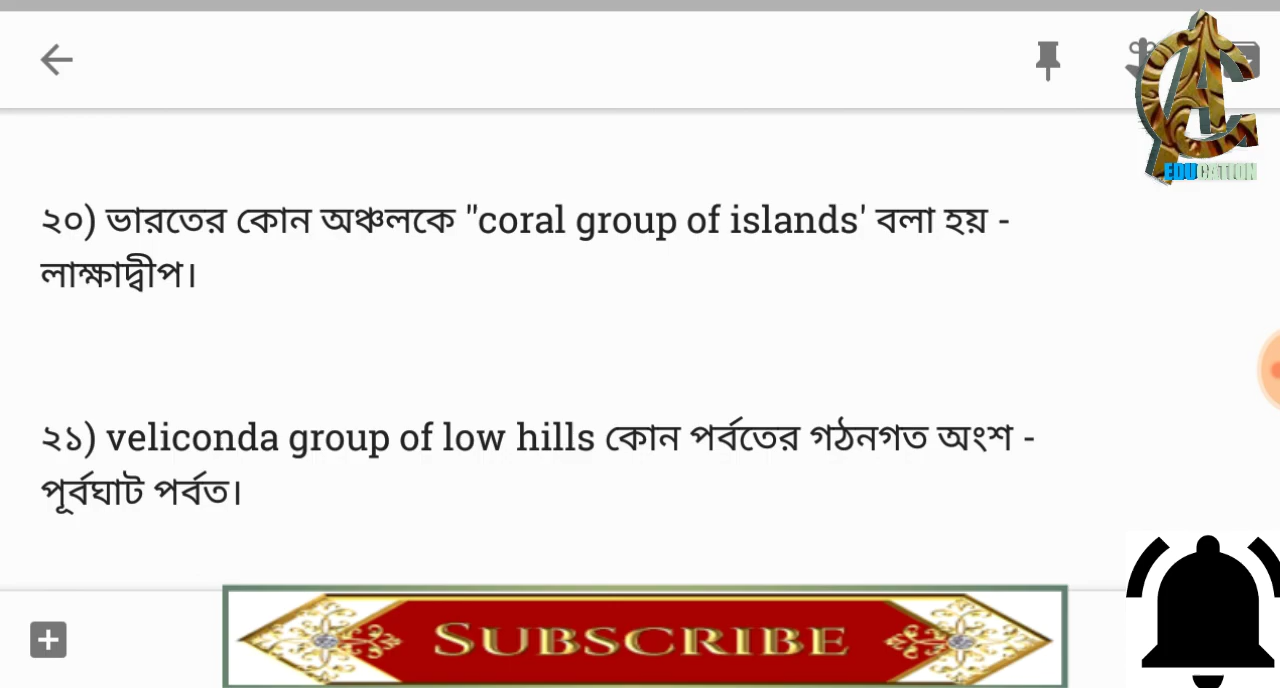 EDUCATION
২০) ভারতের কোন অঞ্চলকে "coral group of islands' বলা হয় -
লাক্ষাদ্বীপ।
২১) veliconda group of low hills কোন পর্বতের গঠনগত অংশ -
পূর্বঘাট পর্বত।
SUBSCRIBE